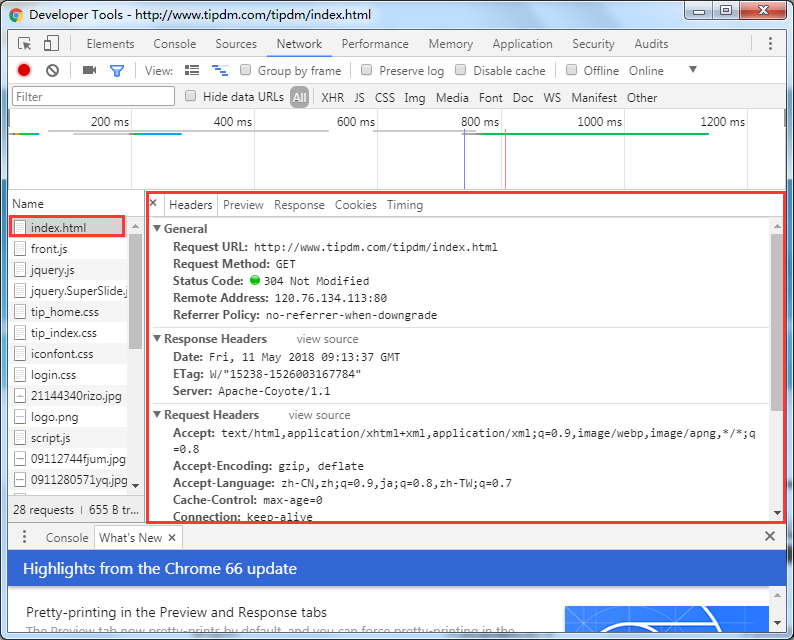 Developer Tools - http://www.tipdm.com/tipdm/index.html
Elements Console Sources Network Performance Memory Application Security Audits
View: Group by frame Preserve log Disable cache Offline Online
Filter Hide data URLs All XHR JS CSS Img Media Font Doc WS Manifest Other
200 ms 400 ms 600 ms 800 ms 1000 ms 1200 ms
Name
index.html
front.js
jquery.js
jquery.SuperSlide.j
tip_home.css
tip_index.css
iconfont.css
login.css
21144340rizo.jpg
logo.png
script.js
09112744fjum.jpg
0911280571yq.jpg
28 requests | 655 B tr...
× Headers Preview Response Cookies Timing
General
Request URL: http://www.tipdm.com/tipdm/index.html
Request Method: GET
Status Code: 304 Not Modified
Remote Address: 120.76.134.113:80
Referrer Policy: no-referrer-when-downgrade
Response Headers view source
Date: Fri, 11 May 2018 09:13:37 GMT
ETag: W/"15238-1526003167784"
Server: Apache-Coyote/1.1
Request Headers view source
Accept: text/html,application/xhtml+xml,application/xml;q=0.9,image/webp,image/apng,*/*;q
=0.8
Accept-Encoding: gzip, deflate
Accept-Language: zh-CN,zh;q=0.9,ja;q=0.8,zh-TW;q=0.7
Cache-Control: max-age=0
Connection: keep-alive
Console What's New ×
Highlights from the Chrome 66 update
Pretty-printing in the Preview and Response tabs
The Preview tab now pretty-prints by default, and you can force pretty-printing in the